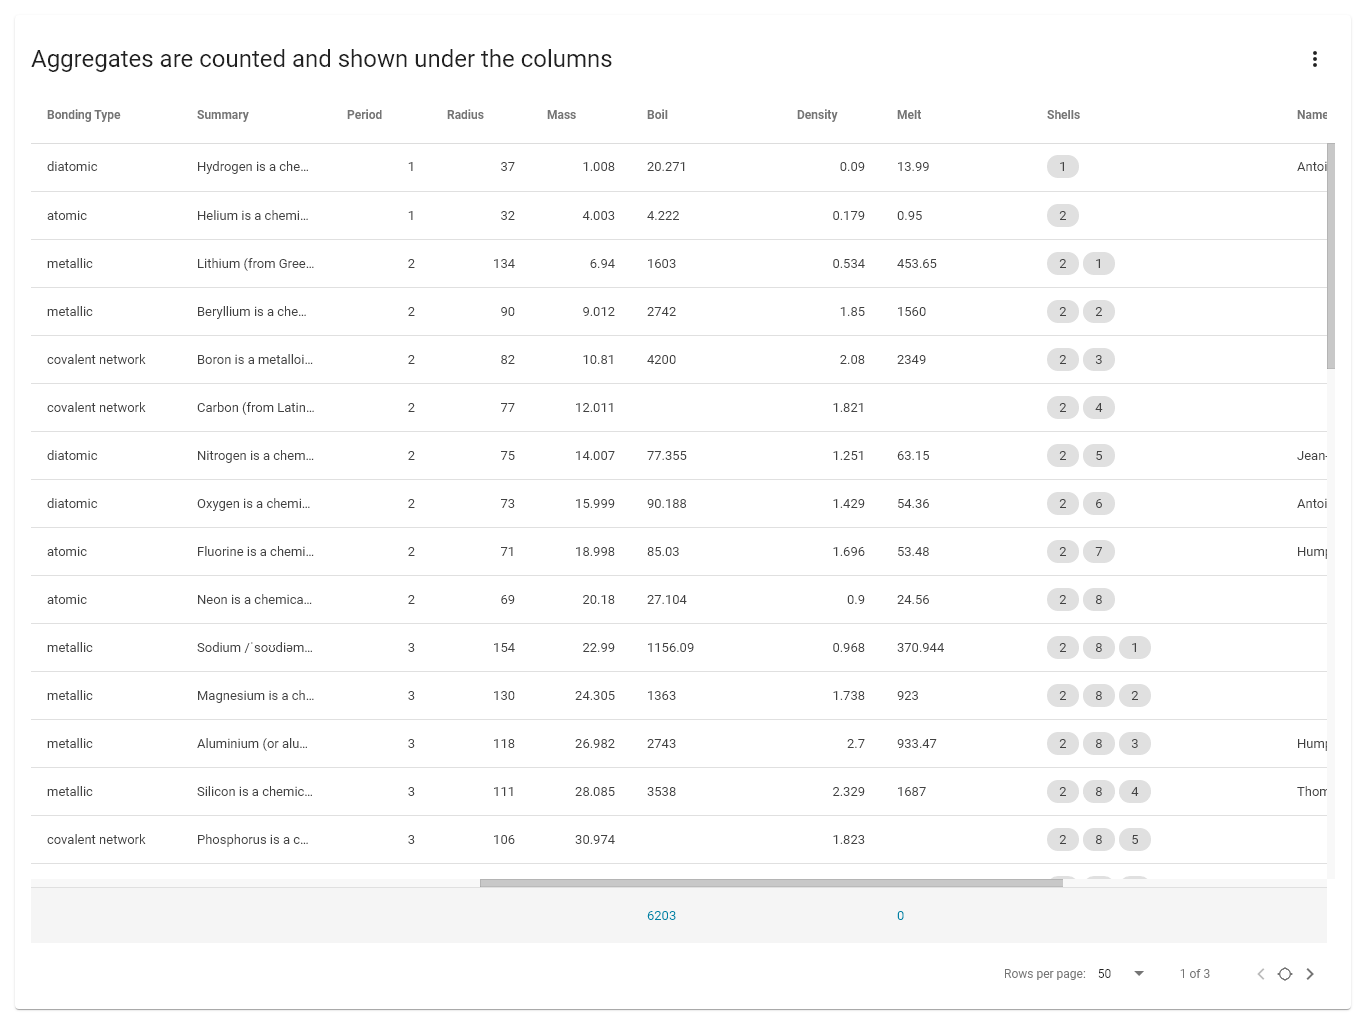 Aggregates are counted and shown under the columns
Bonding Type Summary Period Radius Mass Boil Density Melt Shells Name
diatomic Hydrogen is a che... 1 37 1.008 20.271 0.09 13.99 1 Antoi
atomic Helium is a chemi... 1 32 4.003 4.222 0.179 0.95 2
metallic Lithium (from Gree... 2 134 6.94 1603 0.534 453.65 2 1
metallic Beryllium is a che... 2 90 9.012 2742 1.85 1560 2 2
covalent network Boron is a metalloi... 2 82 10.81 4200 2.08 2349 2 3
covalent network Carbon (from Latin... 2 77 12.011 1.821 2 4
diatomic Nitrogen is a chem... 2 75 14.007 77.355 1.251 63.15 2 5 Jean-
diatomic Oxygen is a chemi... 2 73 15.999 90.188 1.429 54.36 2 6 Antoi
atomic Fluorine is a chemi... 2 71 18.998 85.03 1.696 53.48 2 7 Hump
atomic Neon is a chemica... 2 69 20.18 27.104 0.9 24.56 2 8
metallic Sodium /ˈsoʊdiəm... 3 154 22.99 1156.09 0.968 370.944 2 8 1
metallic Magnesium is a ch... 3 130 24.305 1363 1.738 923 2 8 2
metallic Aluminium (or alu... 3 118 26.982 2743 2.7 933.47 2 8 3 Hump
metallic Silicon is a chemic... 3 111 28.085 3538 2.329 1687 2 8 4 Thom
covalent network Phosphorus is a c... 3 106 30.974 1.823 2 8 5
6203 0
Rows per page: 50 1 of 3